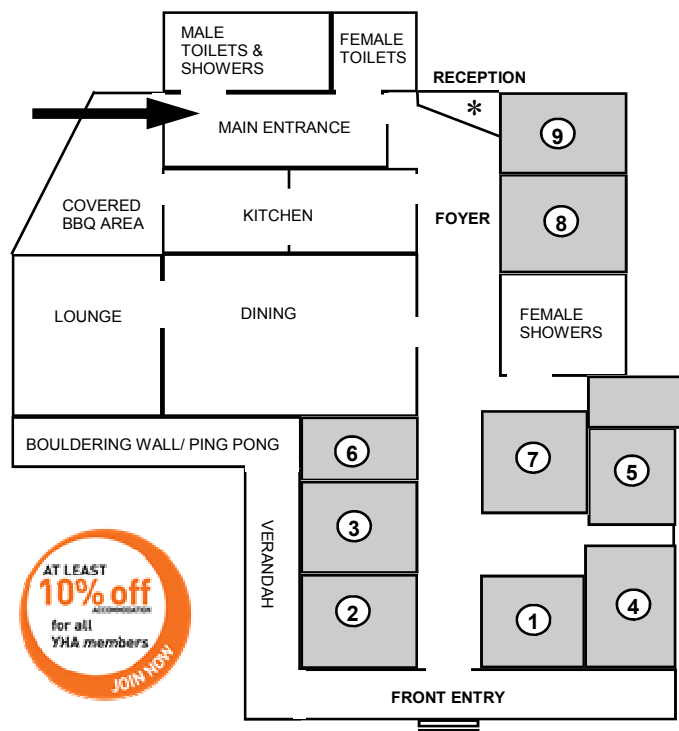 MALE
TOILETS &
SHOWERS
FEMALE
TOILETS
RECEPTION
*
MAIN ENTRANCE
9
COVERED
BBQ AREA
KITCHEN
FOYER
8
LOUNGE
DINING
FEMALE
SHOWERS
BOULDERING WALL/ PING PONG
6
7
5
3
VERANDAH
2
1
4
FRONT ENTRY
AT LEAST
10% off
ACCOMMODATION
for all
YHA members
JOIN NOW